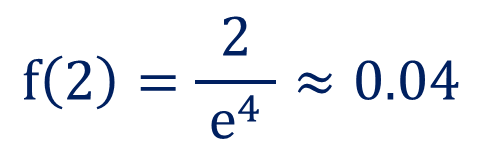 f(2) = 2/e⁴ ≈ 0.04